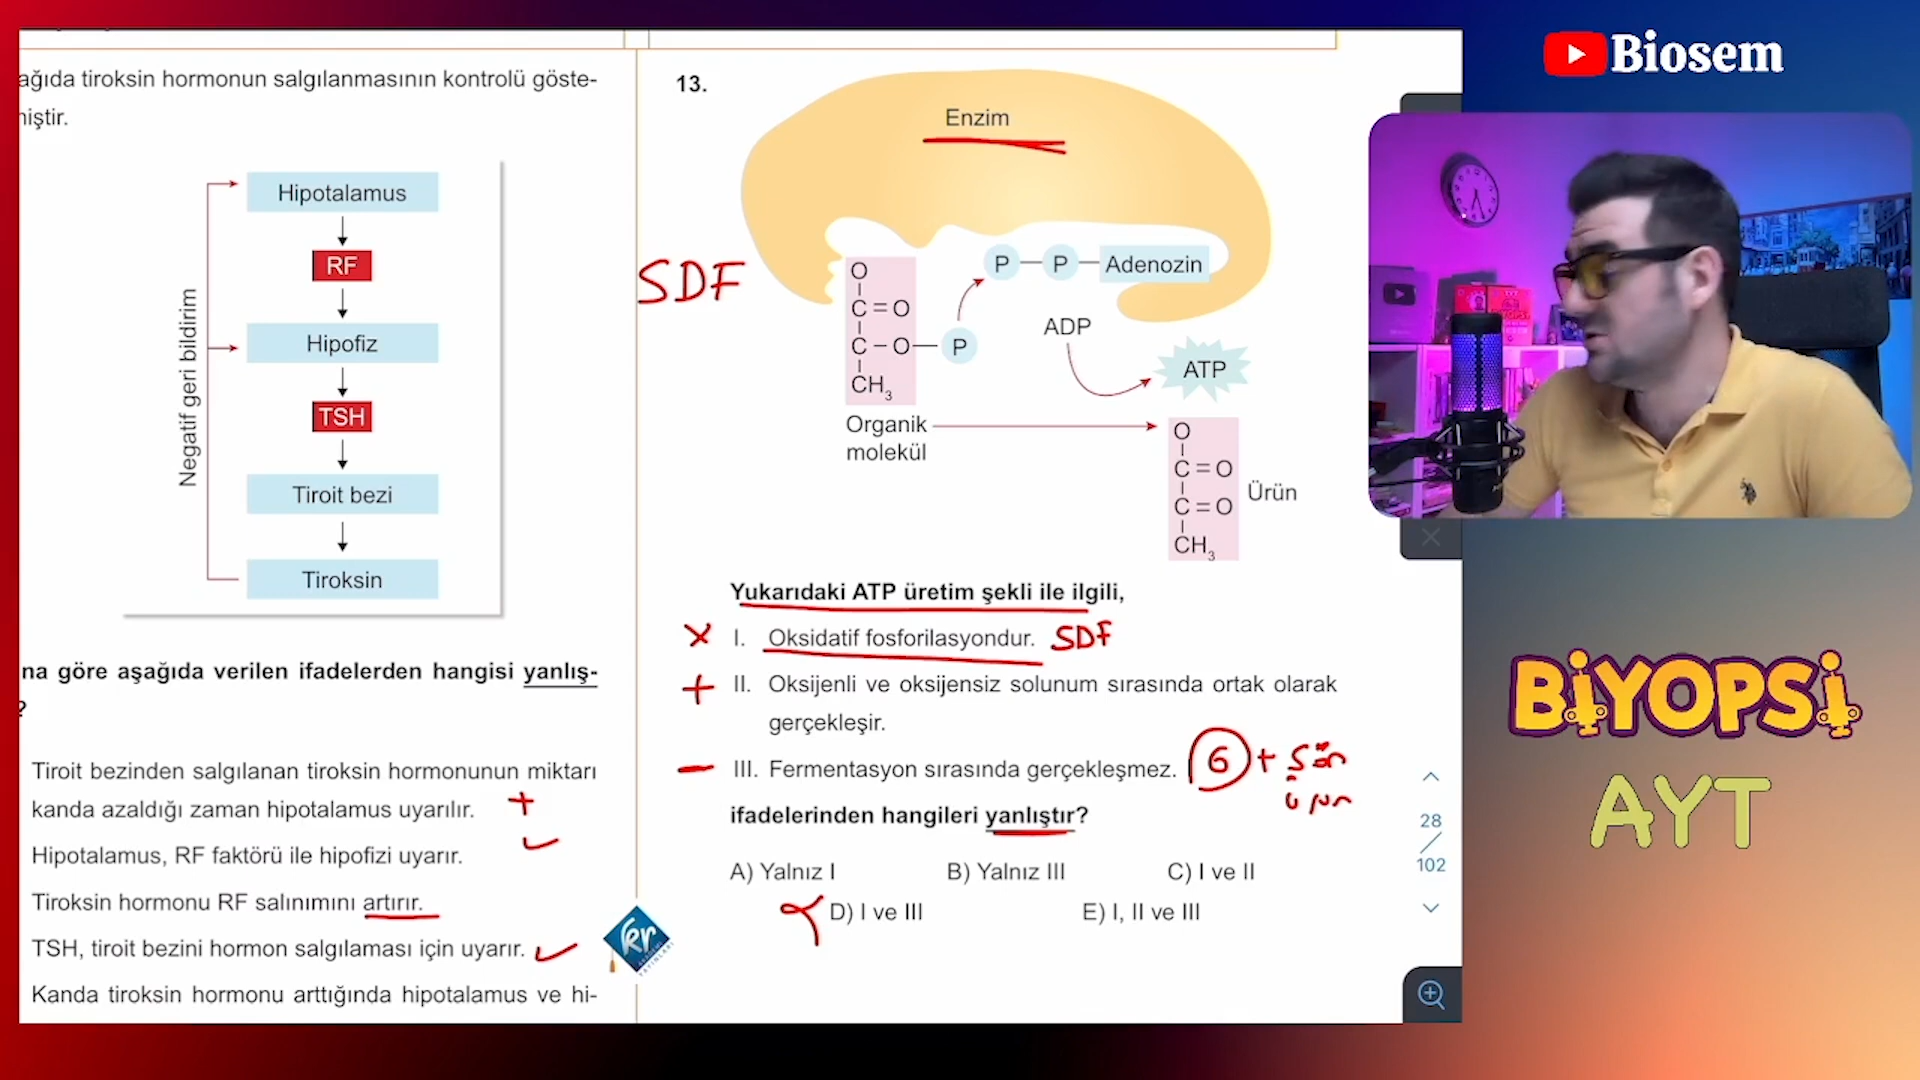 ağıda tiroksin hormonun salgılanmasının kontrolü göste-
niştir.
Hipotalamus
RF
Hipofiz
TSH
Tiroit bezi
Tiroksin
Negatif geri bildirim
na göre aşağıda verilen ifadelerden hangisi yanlış-
?
Tiroit bezinden salgılanan tiroksin hormonunun miktarı
kanda azaldığı zaman hipotalamus uyarılır. +
Hipotalamus, RF faktörü ile hipofizi uyarır.
Tiroksin hormonu RF salınımını artırır.
TSH, tiroit bezini hormon salgılaması için uyarır.
Kanda tiroksin hormonu arttığında hipotalamus ve hi-
13.
Enzim
SDF
P P Adenozin
O
C = O
C – O – P
CH3
ADP
ATP
Organik
molekül
O
C = O
C = O
CH3
Ürün
Yukarıdaki ATP üretim şekli ile ilgili,
x I. Oksidatif fosforilasyondur. SDF
+ II. Oksijenli ve oksijensiz solunum sırasında ortak olarak
gerçekleşir.
– III. Fermentasyon sırasında gerçekleşmez. G +
ifadelerinden hangileri yanlıştır?
A) Yalnız I B) Yalnız III C) I ve II
D) I ve III E) I, II ve III
kr
28
102
Biosem
BİYOPSİ
AYT